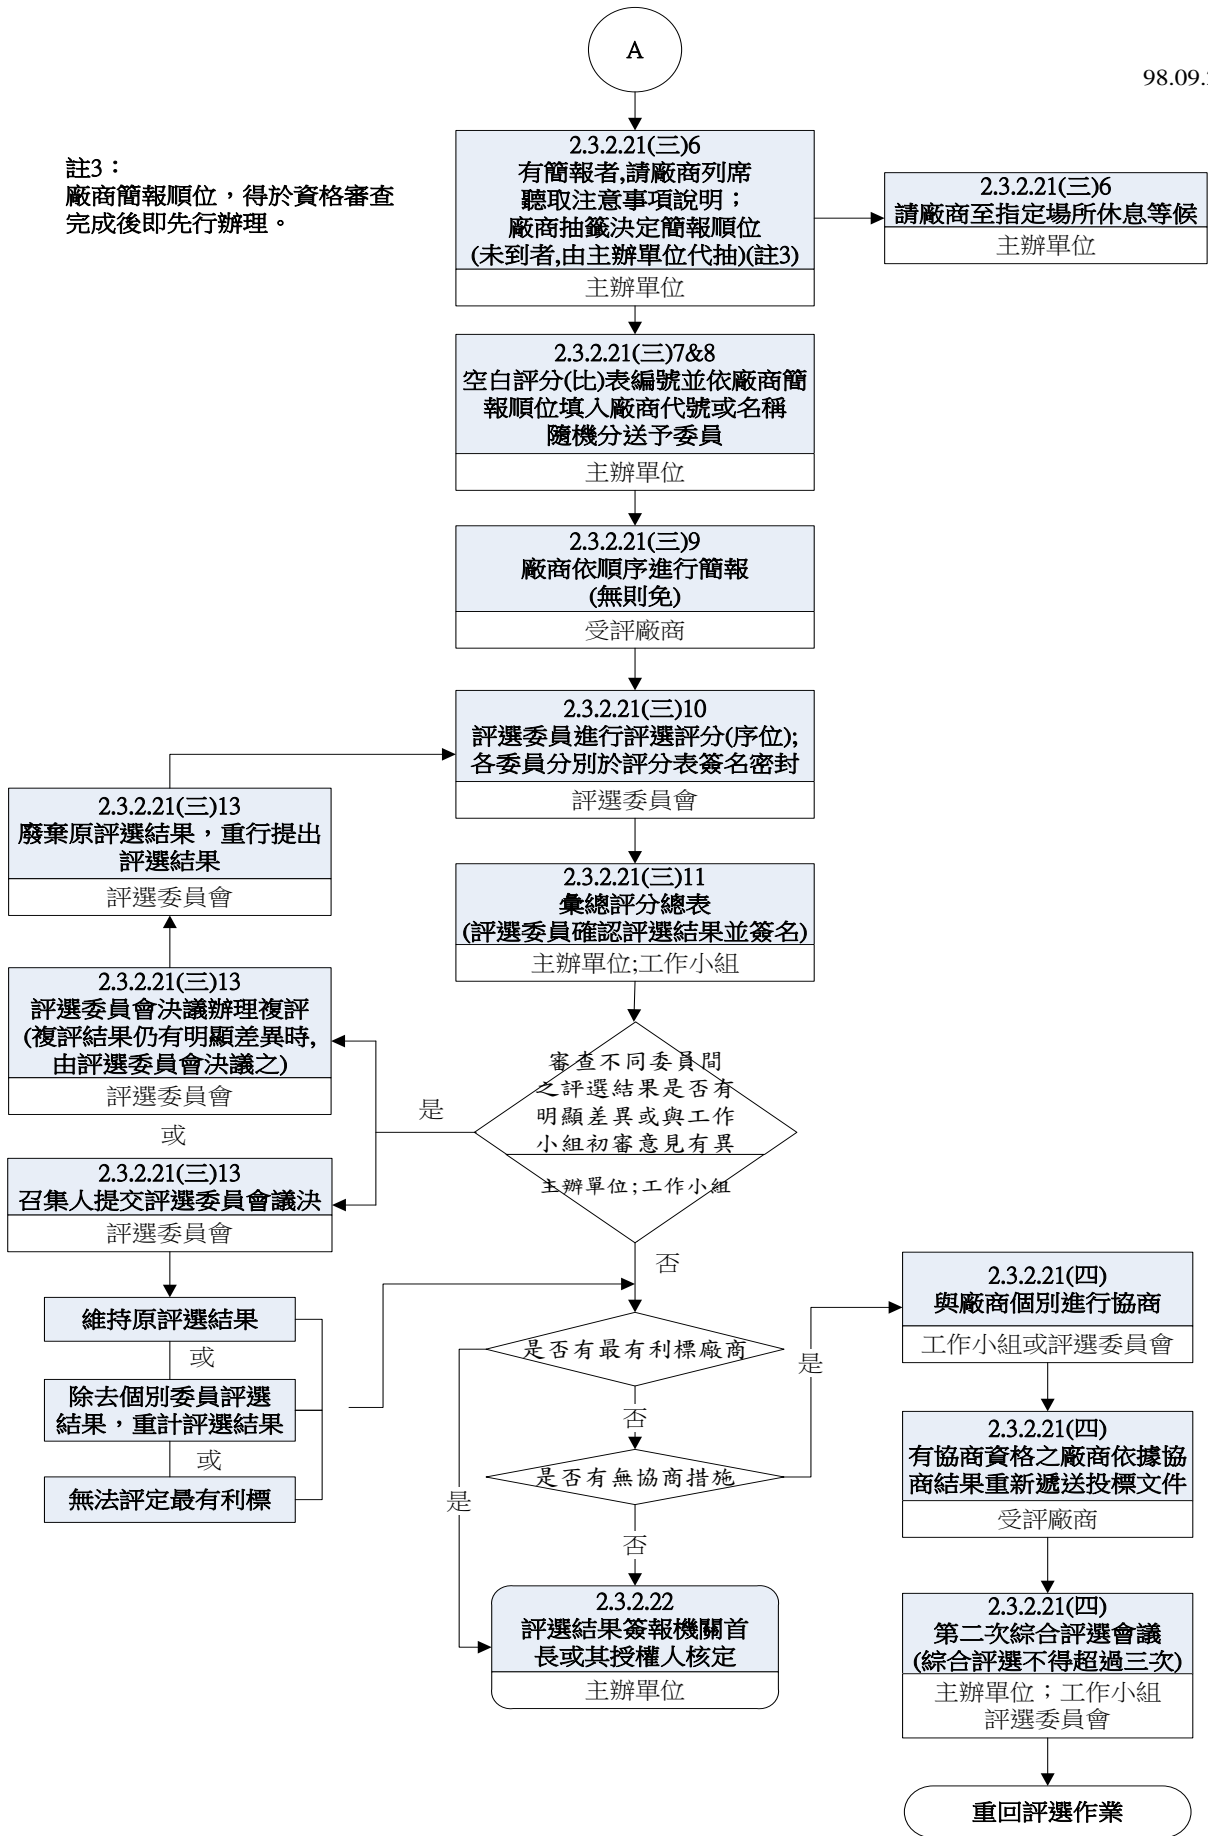 A
98.09.
註3：
廠商簡報順位，得於資格審查
完成後即先行辦理。
2.3.2.21(三)6
有簡報者,請廠商列席
聽取注意事項說明；
廠商抽籤決定簡報順位
(未到者,由主辦單位代抽)(註3)
主辦單位
2.3.2.21(三)6
請廠商至指定場所休息等候
主辦單位
2.3.2.21(三)7&8
空白評分(比)表編號並依廠商簡
報順位填入廠商代號或名稱
隨機分送予委員
主辦單位
2.3.2.21(三)9
廠商依順序進行簡報
(無則免)
受評廠商
2.3.2.21(三)10
評選委員進行評選評分(序位);
各委員分別於評分表簽名密封
評選委員會
2.3.2.21(三)13
廢棄原評選結果，重行提出
評選結果
評選委員會
2.3.2.21(三)11
彙總評分總表
(評選委員確認評選結果並簽名)
主辦單位;工作小組
2.3.2.21(三)13
評選委員會決議辦理複評
(複評結果仍有明顯差異時,
由評選委員會決議之)
評選委員會
或
是
審查不同委員間
之評選結果是否有
明顯差異或與工作
小組初審意見有異
主辦單位;工作小組
2.3.2.21(三)13
召集人提交評選委員會議決
評選委員會
否
維持原評選結果
或
除去個別委員評選
結果，重計評選結果
或
無法評定最有利標
是否有最有利標廠商
否
是
是否有無協商措施
是
否
2.3.2.22
評選結果簽報機關首
長或其授權人核定
主辦單位
2.3.2.21(四)
與廠商個別進行協商
工作小組或評選委員會
2.3.2.21(四)
有協商資格之廠商依據協
商結果重新遞送投標文件
受評廠商
2.3.2.21(四)
第二次綜合評選會議
(綜合評選不得超過三次)
主辦單位；工作小組
評選委員會
重回評選作業